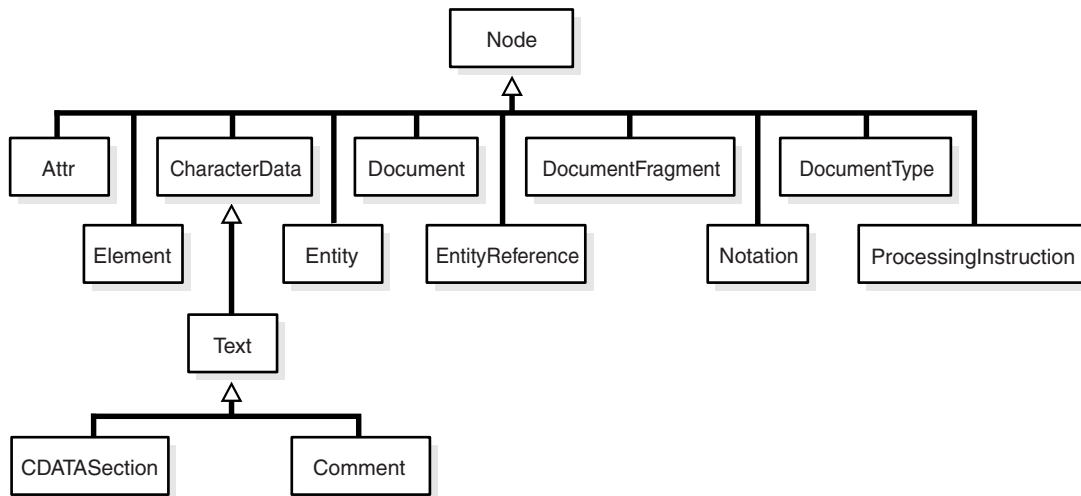 Node
Attr
CharacterData
Document
DocumentFragment
DocumentType
Element
Entity
EntityReference
Notation
ProcessingInstruction
Text
CDATASection
Comment